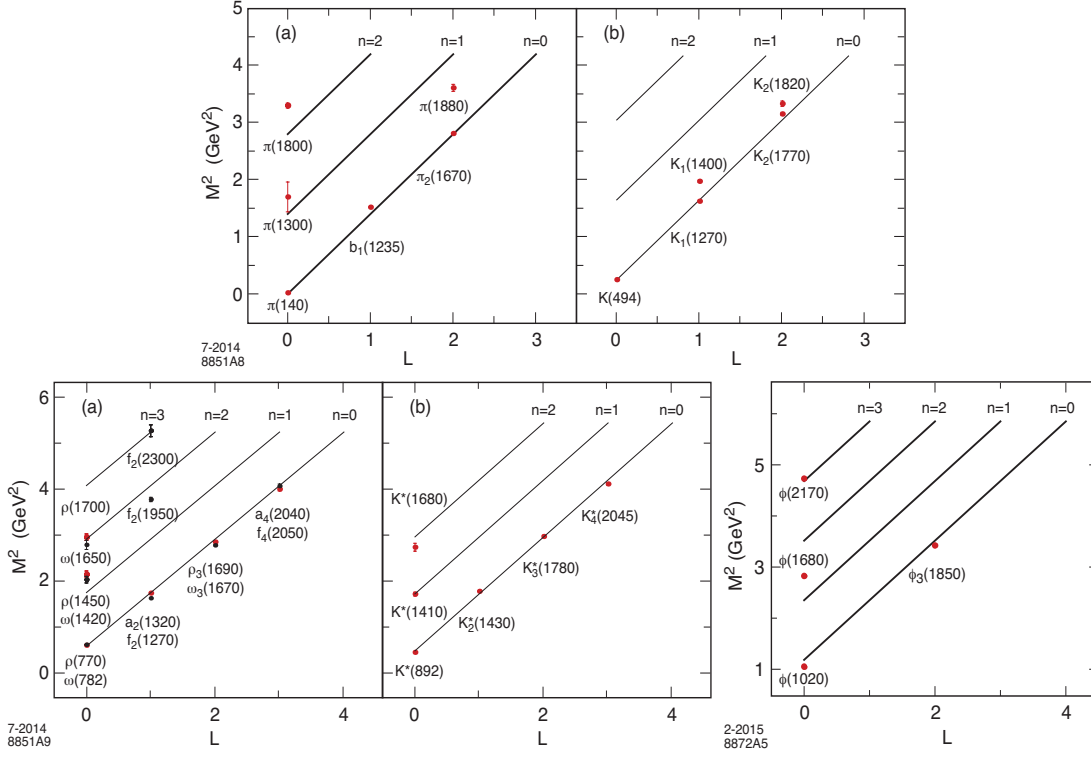 (a)
n=2
n=1
n=0
5
4
3
2
1
0
M² (GeV²)
π(1800)
π(1300)
π(140)
b₁(1235)
π₂(1670)
π(1880)
0 1 2 3
L
7-2014
8851A8
(b)
n=2
n=1
n=0
K₂(1820)
K₁(1400)
K₂(1770)
K₁(1270)
K(494)
0 1 2 3
L
(a)
n=3
n=2
n=1
n=0
6
4
2
0
M² (GeV²)
f₂(2300)
ρ(1700)
f₂(1950)
ω(1650)
a₄(2040)
f₄(2050)
ρ₃(1690)
ω₃(1670)
ρ(1450)
ω(1420)
a₂(1320)
f₂(1270)
ρ(770)
ω(782)
0 2 4
L
7-2014
8851A9
(b)
n=2
n=1
n=0
K*(1680)
K*₄(2045)
K*₃(1780)
K*(1410)
K*₂(1430)
K*(892)
0 2 4
L
n=3
n=2
n=1
n=0
5
3
1
M² (GeV²)
φ(2170)
φ(1680)
φ₃(1850)
φ(1020)
0 2 4
L
2-2015
8872A5